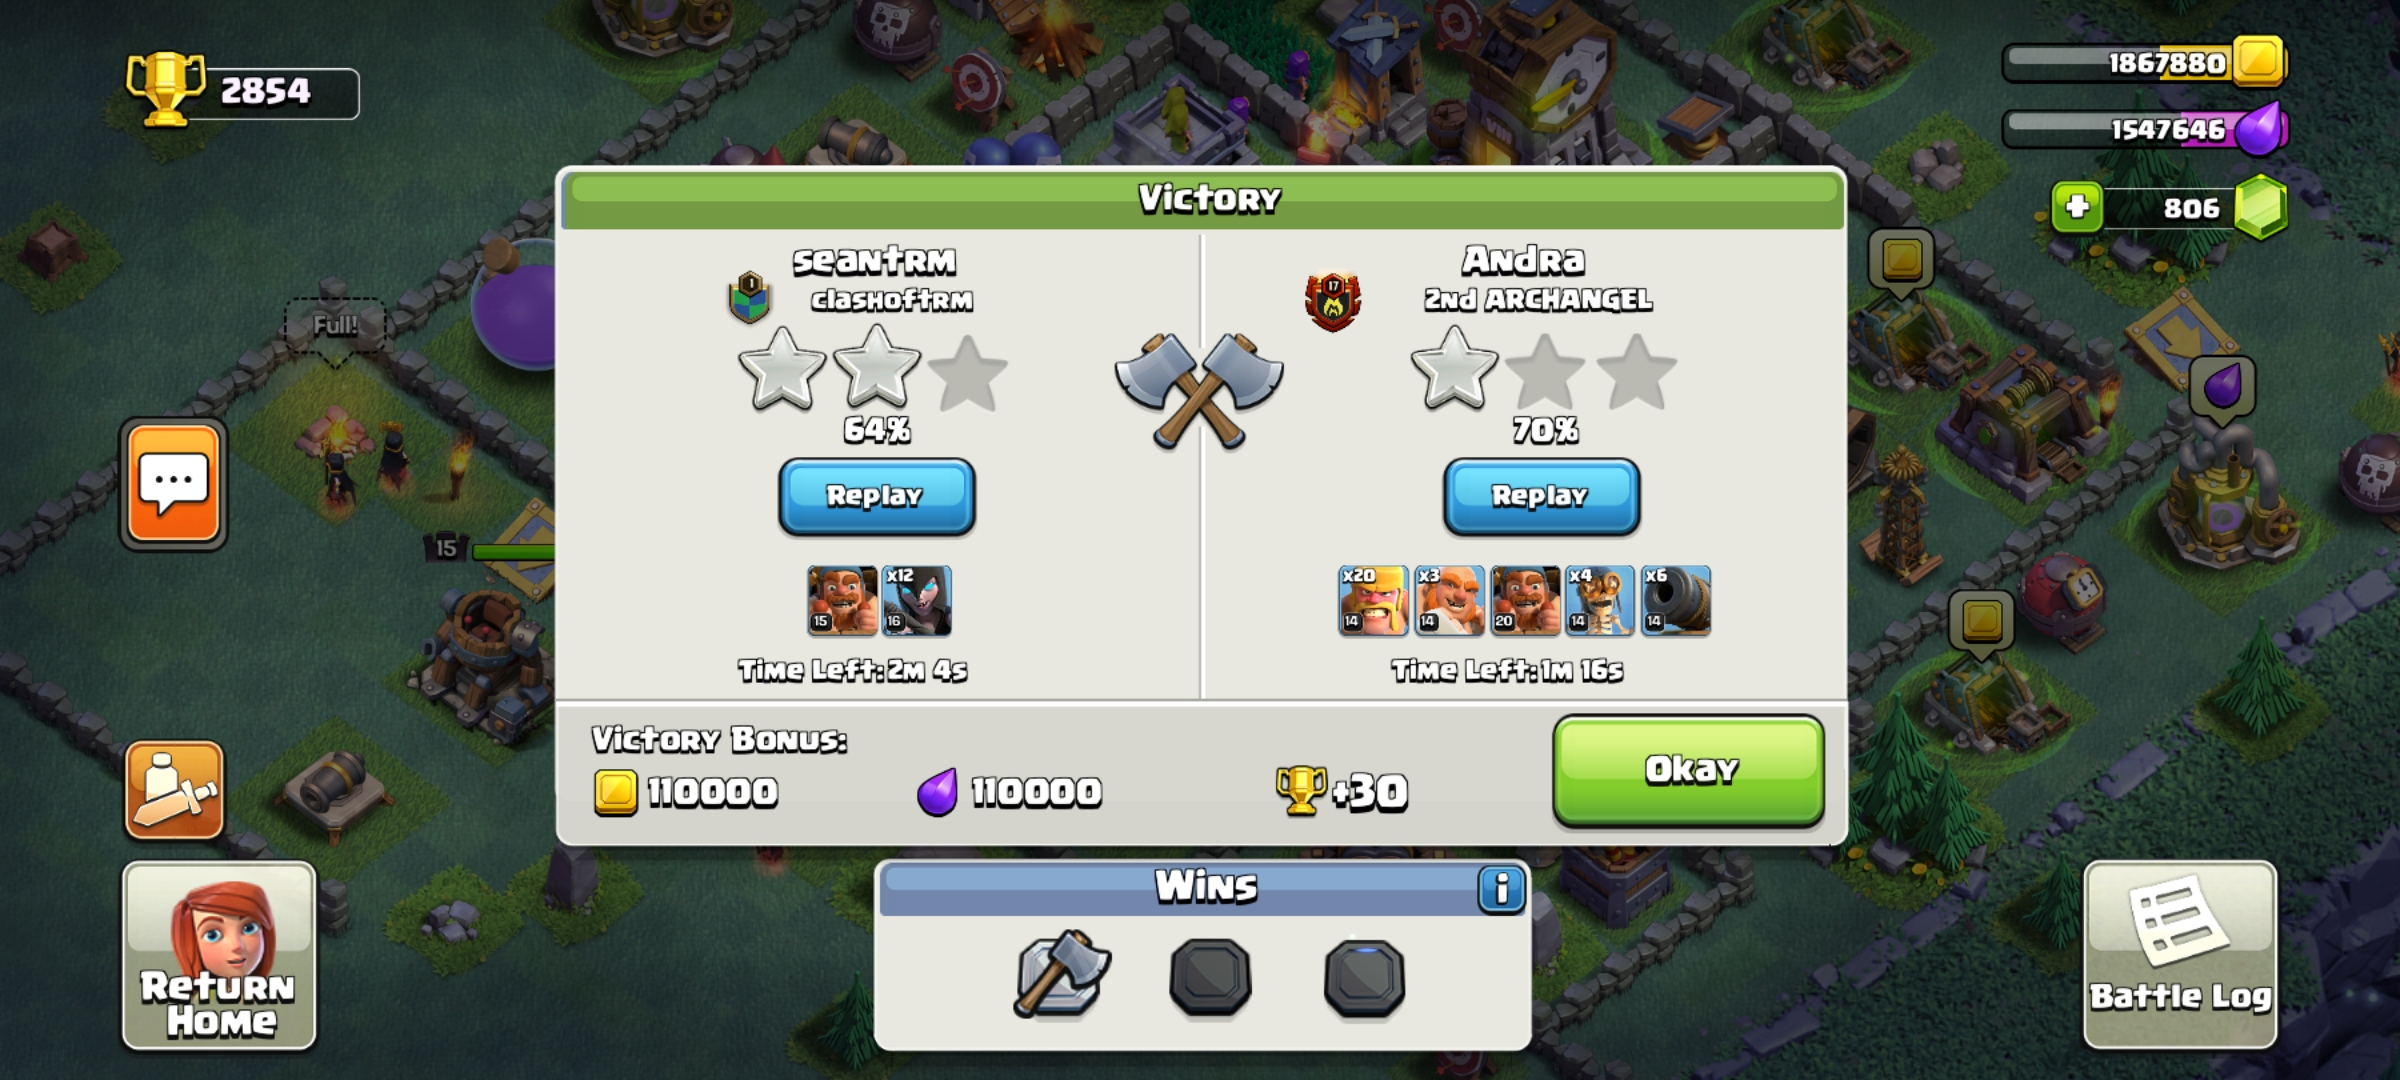 2854
1867880
1547646
806
Full!
15
Victory
seantrm
clashoftrm
64%
Replay
15
x12
16
Time Left: 2m 4s
1
17
Andra
2nd ARCHANGEL
70%
Replay
x20
14
x3
14
20
x4
14
x6
14
Time Left: 1m 16s
Victory Bonus:
110000
110000
+30
Okay
Wins
i
Return
Home
Battle Log